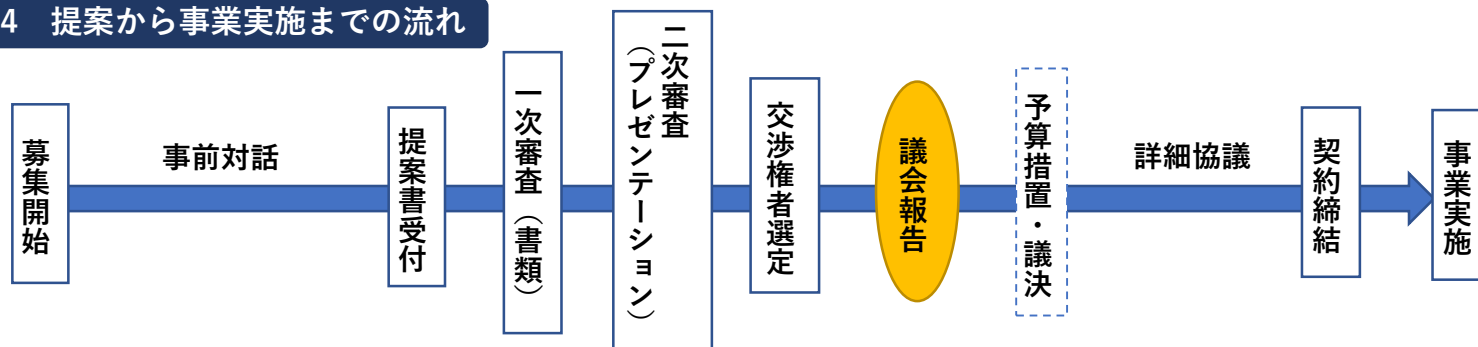 4 提案から事業実施までの流れ
募集開始
事前対話
提案書受付
一次審査（書類）
二次審査
（プレゼンテーション）
交渉権者選定
議会報告
予算措置・議決
詳細協議
契約締結
事業実施